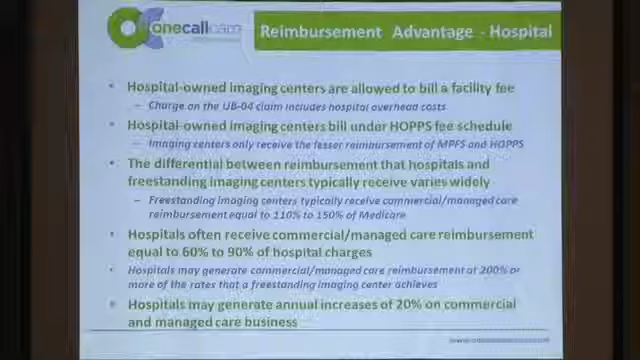 onecallcare
Reimbursement Advantage - Hospital
• Hospital-owned imaging centers are allowed to bill a facility fee
– Charge on the UB-04 claim includes hospital overhead costs
• Hospital-owned imaging centers bill under HOPPS fee schedule
– Imaging centers only receive the lesser reimbursement of MPFS and HOPPS
• The differential between reimbursement that hospitals and
freestanding imaging centers typically receive varies widely
– Freestanding imaging centers typically receive commercial/managed care
reimbursement equal to 110% to 150% of Medicare
• Hospitals often receive commercial/managed care reimbursement
equal to 60% to 90% of hospital charges
• Hospitals may generate commercial/managed care reimbursement at 200% or
more of the rates that a freestanding imaging center achieves
• Hospitals may generate annual increases of 20% on commercial
and managed care business